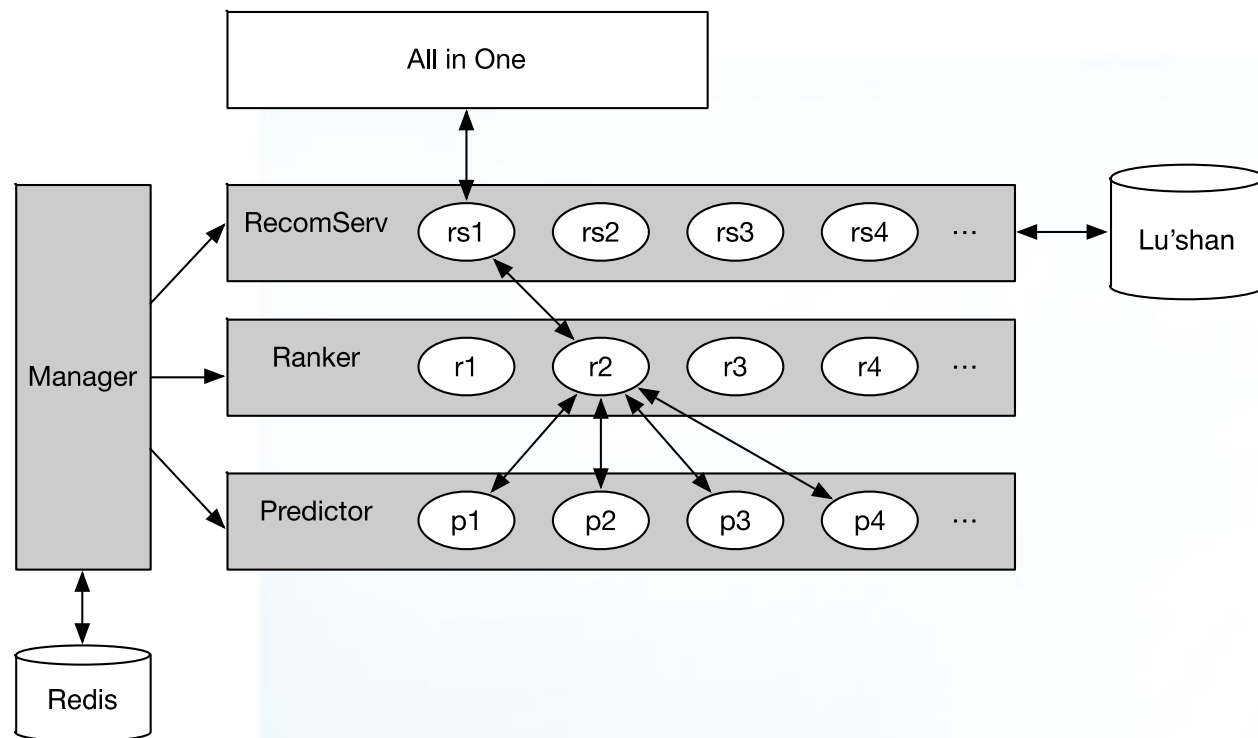 All in One
RecomServ
rs1
rs2
rs3
rs4
...
Lu’shan
Manager
Ranker
r1
r2
r3
r4
...
Predictor
p1
p2
p3
p4
...
Redis